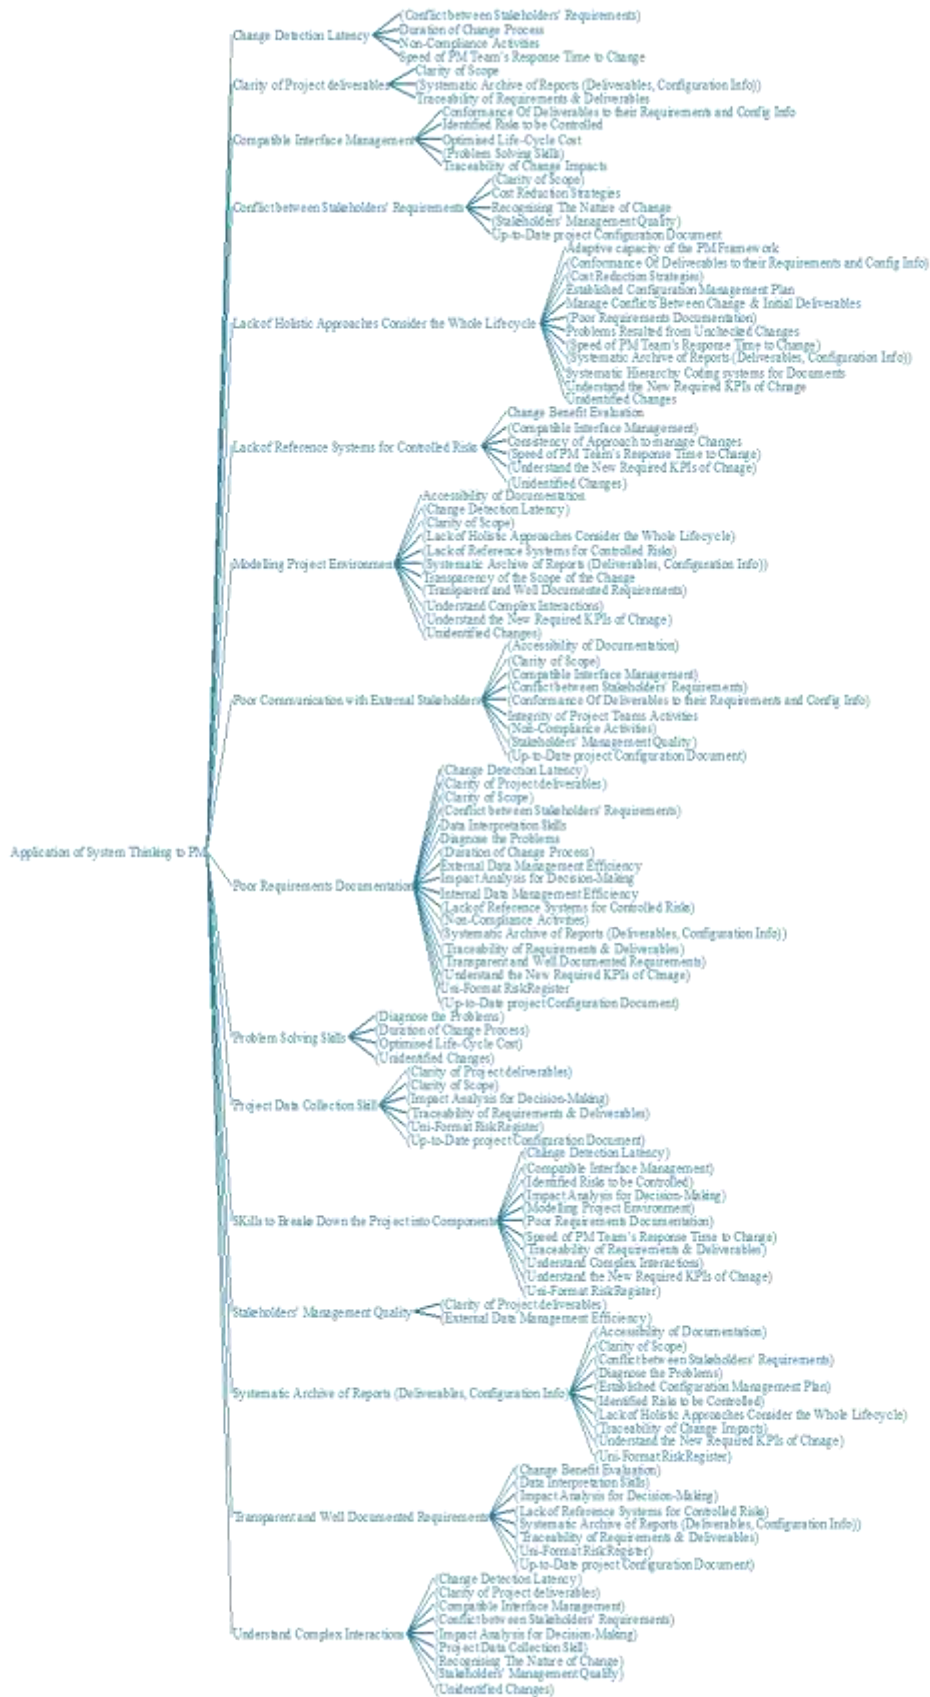 Change Detection Latency
(Conflict between Stakeholders' Requirements)
Duration of Change Process
Non-Compliance Activities
Speed of PM Team's Response Time to Change
Clarity of Project deliverables
Clarity of Scope
(Systematic Archive of Reports (Deliverables, Configuration Info))
Traceability of Requirements & Deliverables
Compatible Interface Management
Conformance Of Deliverables to their Requirements and Config Info
Identified Risks to be Controlled
Optimised Life-Cycle Cost
(Problem Solving Skills)
Traceability of Change Impacts
Conflict between Stakeholders' Requirements
(Clarity of Scope)
Cost Reduction Strategies
Recognising The Nature of Change
(Stakeholders' Management Quality)
Up-to-Date project Configuration Document
Lack of Holistic Approaches Consider the Whole Lifecycle
Adaptive capacity of the PM Framework
(Conformance Of Deliverables to their Requirements and Config Info)
(Cost Reduction Strategies)
Established Configuration Management Plan
Manage Conflicts Between Change & Initial Deliverables
(Poor Requirements Documentation)
Problems Resulted from Unchecked Changes
(Speed of PM Team's Response Time to Change)
(Systematic Archive of Reports (Deliverables, Configuration Info))
Systematic Hierarchy Coding systems for Documents
Understand the New Required KPIs of Chnage
Unidentified Changes
Lack of Reference Systems for Controlled Risks
Change Benefit Evaluation
(Compatible Interface Management)
Consistency of Approach to manage Changes
(Speed of PM Team's Response Time to Change)
(Understand the New Required KPIs of Chnage)
(Unidentified Changes)
Modelling Project Environment
Accessibility of Documentation
(Change Detection Latency)
(Clarity of Scope)
(Lack of Holistic Approaches Consider the Whole Lifecycle)
(Lack of Reference Systems for Controlled Risks)
(Systematic Archive of Reports (Deliverables, Configuration Info))
Transparency of the Scope of the Change
(Transparent and Well Documented Requirements)
(Understand Complex Interactions)
(Understand the New Required KPIs of Chnage)
(Unidentified Changes)
Poor Communication with External Stakeholders
(Accessibility of Documentation)
(Clarity of Scope)
(Compatible Interface Management)
(Conflict between Stakeholders' Requirements)
(Conformance Of Deliverables to their Requirements and Config Info)
Integrity of Project Teams Activities
(Non-Compliance Activities)
(Stakeholders' Management Quality)
(Up-to-Date project Configuration Document)
Application of System Thinking to PM
Poor Requirements Documentation
(Change Detection Latency)
(Clarity of Project deliverables)
(Clarity of Scope)
(Conflict between Stakeholders' Requirements)
Data Interpretation Skills
Diagnose the Problems
(Duration of Change Process)
External Data Management Efficiency
Impact Analysis for Decision-Making
Internal Data Management Efficiency
(Lack of Reference Systems for Controlled Risks)
(Non-Compliance Activities)
(Systematic Archive of Reports (Deliverables, Configuration Info))
(Traceability of Requirements & Deliverables)
(Transparent and Well Documented Requirements)
(Understand the New Required KPIs of Chnage)
Uni-Format Risk Register
(Up-to-Date project Configuration Document)
Problem Solving Skills
(Diagnose the Problems)
(Duration of Change Process)
(Optimised Life-Cycle Cost)
(Unidentified Changes)
Project Data Collection Skill
(Clarity of Project deliverables)
(Clarity of Scope)
(Impact Analysis for Decision-Making)
(Traceability of Requirements & Deliverables)
(Uni-Format Risk Register)
(Up-to-Date project Configuration Document)
SKills to Breake Down the Project into Components
(Change Detection Latency)
(Compatible Interface Management)
(Identified Risks to be Controlled)
(Impact Analysis for Decision-Making)
(Modelling Project Environment)
(Poor Requirements Documentation)
(Speed of PM Team's Response Time to Change)
(Traceability of Requirements & Deliverables)
(Understand Complex Interactions)
(Understand the New Required KPIs of Chnage)
(Uni-Format Risk Register)
Stakeholders' Management Quality
(Clarity of Project deliverables)
(External Data Management Efficiency)
Systematic Archive of Reports (Deliverables, Configuration Info)
(Accessibility of Documentation)
(Clarity of Scope)
(Conflict between Stakeholders' Requirements)
(Diagnose the Problems)
(Established Configuration Management Plan)
(Identified Risks to be Controlled)
(Lack of Holistic Approaches Consider the Whole Lifecycle)
(Traceability of Change Impacts)
(Understand the New Required KPIs of Chnage)
(Uni-Format Risk Register)
Transparent and Well Documented Requirements
(Change Benefit Evaluation)
(Data Interpretation Skills)
(Impact Analysis for Decision-Making)
(Lack of Reference Systems for Controlled Risks)
(Systematic Archive of Reports (Deliverables, Configuration Info))
(Traceability of Requirements & Deliverables)
(Uni-Format Risk Register)
(Up-to-Date project Configuration Document)
Understand Complex Interactions
(Change Detection Latency)
(Clarity of Project deliverables)
(Compatible Interface Management)
(Conflict between Stakeholders' Requirements)
(Impact Analysis for Decision-Making)
(Project Data Collection Skill)
(Recognising The Nature of Change)
(Stakeholders' Management Quality)
(Unidentified Changes)